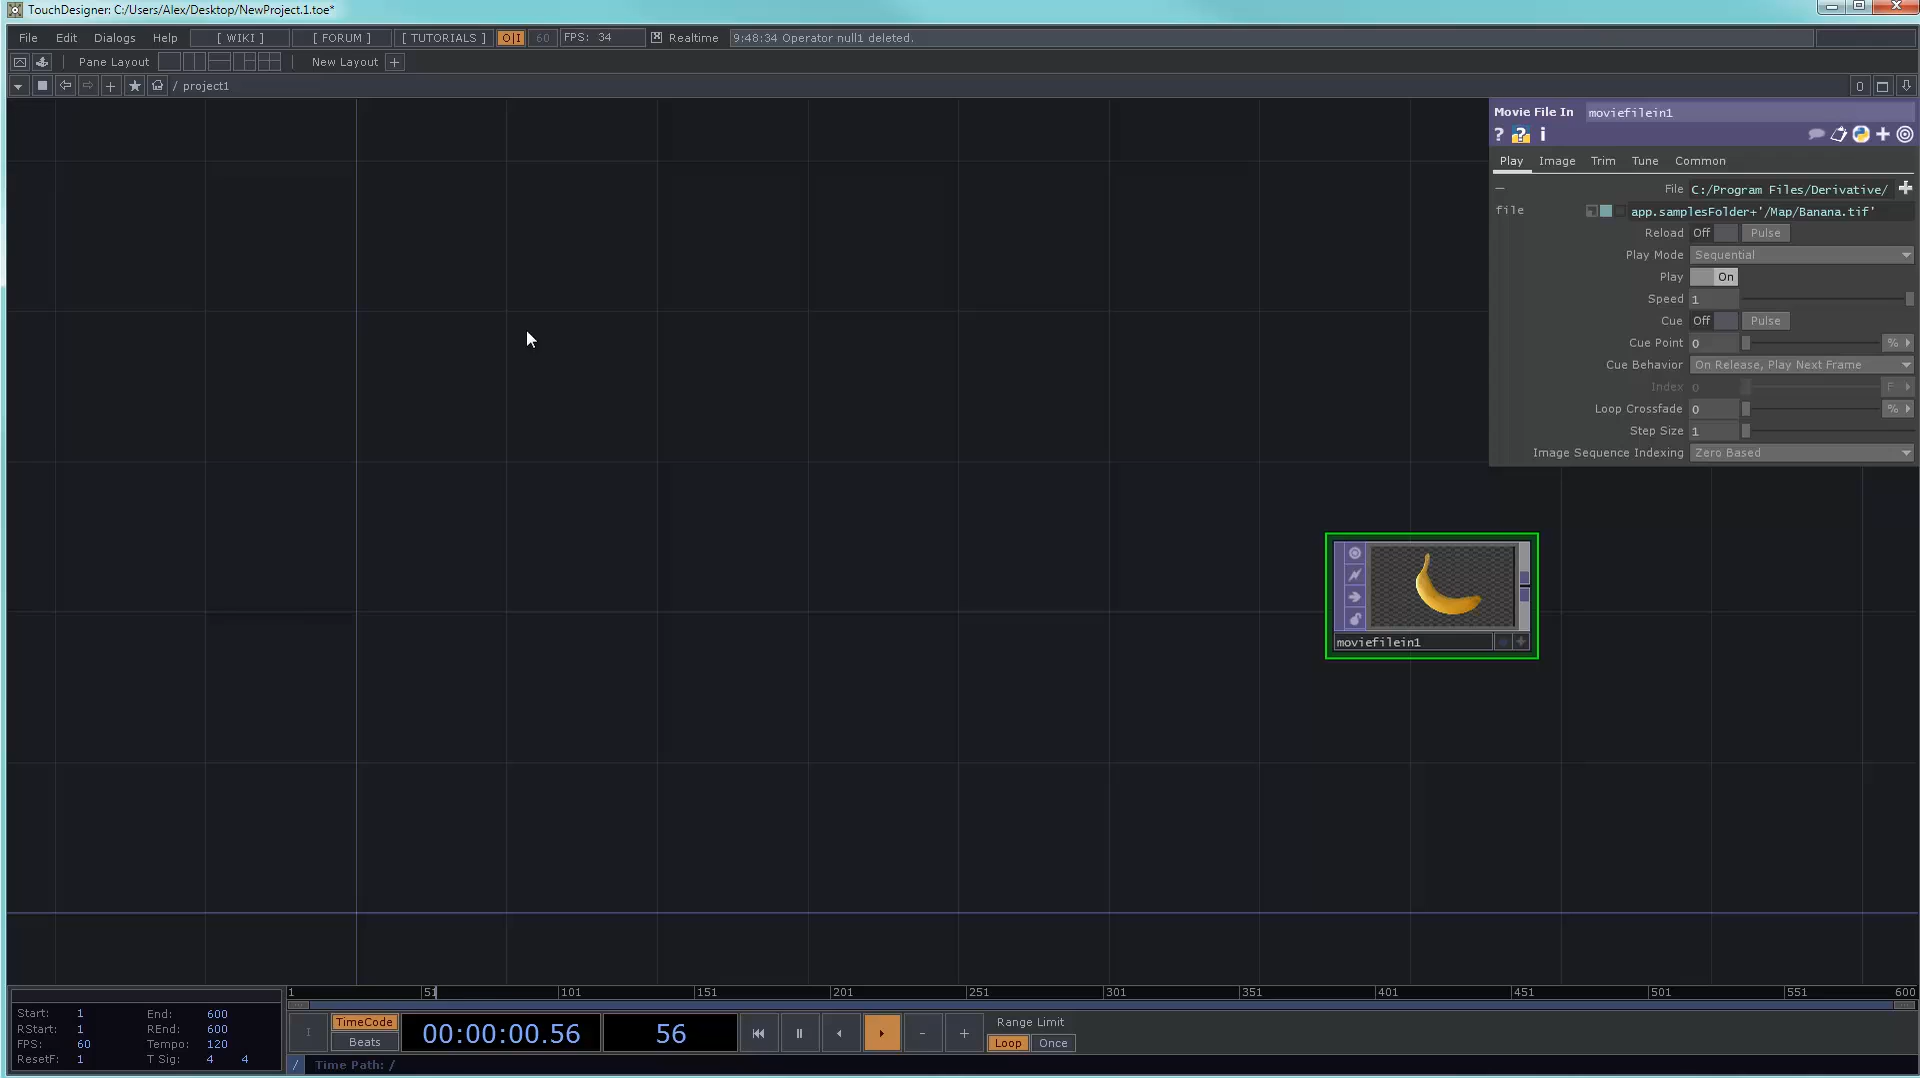 TouchDesigner: C:/Users/Alex/Desktop/NewProject.1.toe*
File Edit Dialogs Help [ WIKI ] [ FORUM ] [ TUTORIALS ] O|I 60 FPS: 34 Realtime 9:48:34 Operator null1 deleted.
Pane Layout New Layout +
/ project1 0
Movie File In moviefilein1
? ? i
Play Image Trim Tune Common
File C:/Program Files/Derivative/
file app.samplesFolder+'/Map/Banana.tif'
Reload Off Pulse
Play Mode Sequential
Play On
Speed 1
Cue Off Pulse
Cue Point 0 %
Cue Behavior On Release, Play Next Frame
Index 0 F
Loop Crossfade 0 %
Step Size 1
Image Sequence Indexing Zero Based
moviefilein1
1 51 101 151 201 251 301 351 401 451 501 551 600
Start: 1 End: 600
RStart: 1 REnd: 600
FPS: 60 Tempo: 120
ResetF: 1 T Sig: 4 4
TimeCode
Beats
00:00:00.56
56
Range Limit
Loop Once
/ Time Path: /